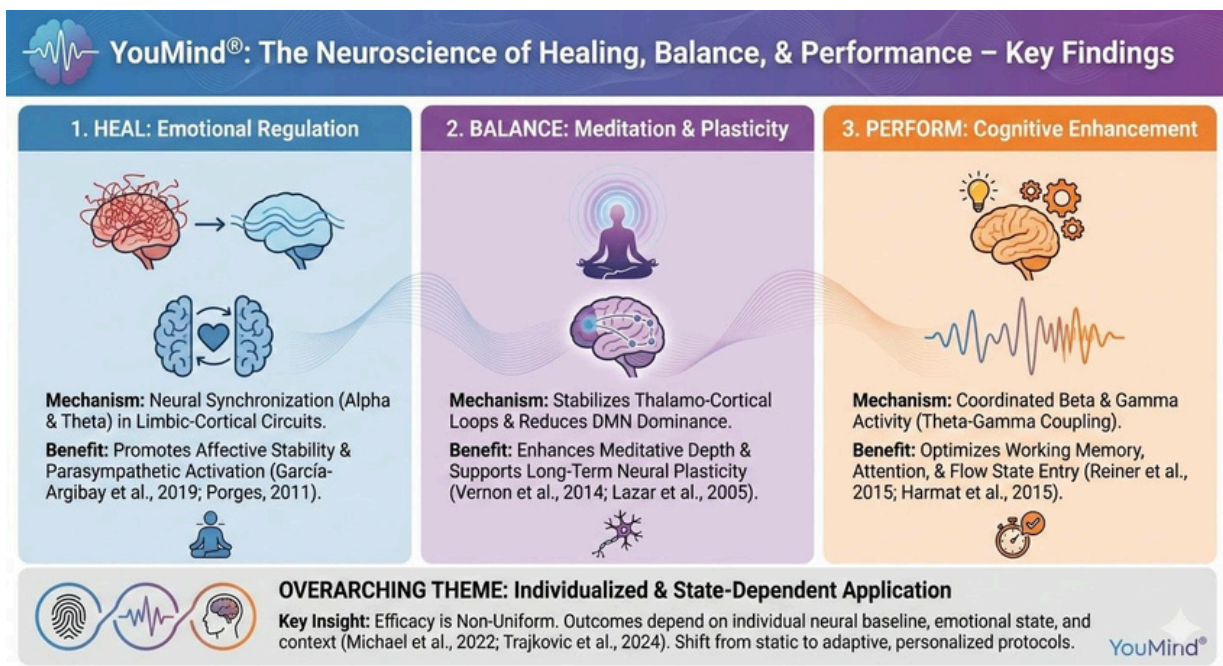 YouMind®: The Neuroscience of Healing, Balance, & Performance – Key Findings
1. HEAL: Emotional Regulation
Mechanism: Neural Synchronization (Alpha
& Theta) in Limbic-Cortical Circuits.
Benefit: Promotes Affective Stability &
Parasympathetic Activation (García-
Argibay et al., 2019; Porges, 2011).
2. BALANCE: Meditation & Plasticity
Mechanism: Stabilizes Thalamo-Cortical
Loops & Reduces DMN Dominance.
Benefit: Enhances Meditative Depth &
Supports Long-Term Neural Plasticity
(Vernon et al., 2014; Lazar et al., 2005).
3. PERFORM: Cognitive Enhancement
Mechanism: Coordinated Beta & Gamma
Activity (Theta-Gamma Coupling).
Benefit: Optimizes Working Memory,
Attention, & Flow State Entry (Reiner et al.,
2015; Harmat et al., 2015).
OVERARCHING THEME: Individualized & State-Dependent Application
Key Insight: Efficacy is Non-Uniform. Outcomes depend on individual neural baseline, emotional state, and
context (Michael et al., 2022; Trajkovic et al., 2024). Shift from static to adaptive, personalized protocols.
YouMind®